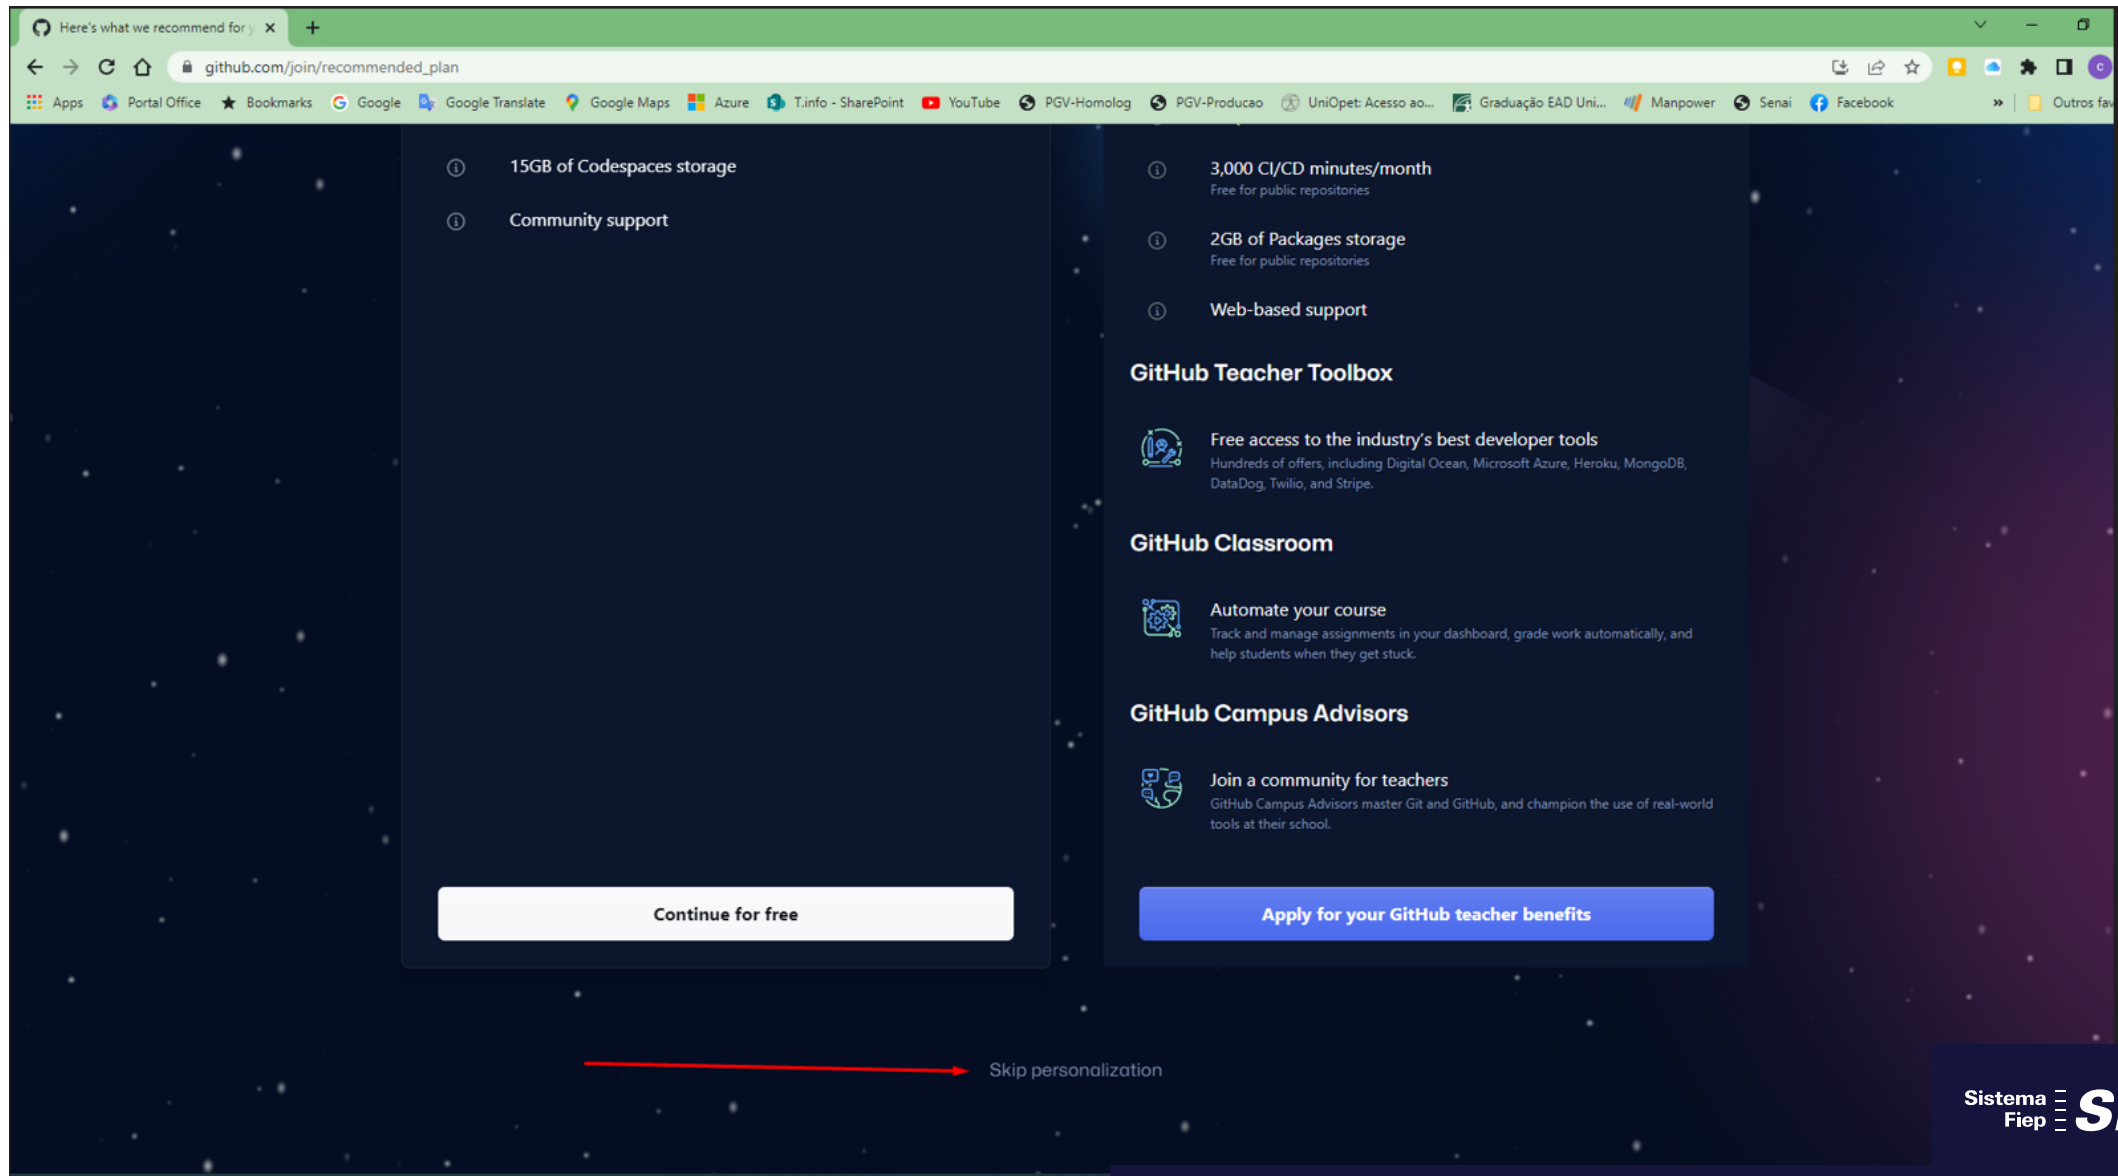 Here's what we recommend for y
github.com/join/recommended_plan
Apps Portal Office Bookmarks Google Google Translate Google Maps Azure T.info - SharePoint YouTube PGV-Homolog PGV-Producao UniOpet: Acesso ao... Graduação EAD Uni... Manpower Senai Facebook » Outros fav
15GB of Codespaces storage
Community support
3,000 CI/CD minutes/month
Free for public repositories
2GB of Packages storage
Free for public repositories
Web-based support
GitHub Teacher Toolbox
Free access to the industry's best developer tools
Hundreds of offers, including Digital Ocean, Microsoft Azure, Heroku, MongoDB,
DataDog, Twilio, and Stripe.
GitHub Classroom
Automate your course
Track and manage assignments in your dashboard, grade work automatically, and
help students when they get stuck.
GitHub Campus Advisors
Join a community for teachers
GitHub Campus Advisors master Git and GitHub, and champion the use of real-world
tools at their school.
Continue for free
Apply for your GitHub teacher benefits
Skip personalization
Sistema
Fiep